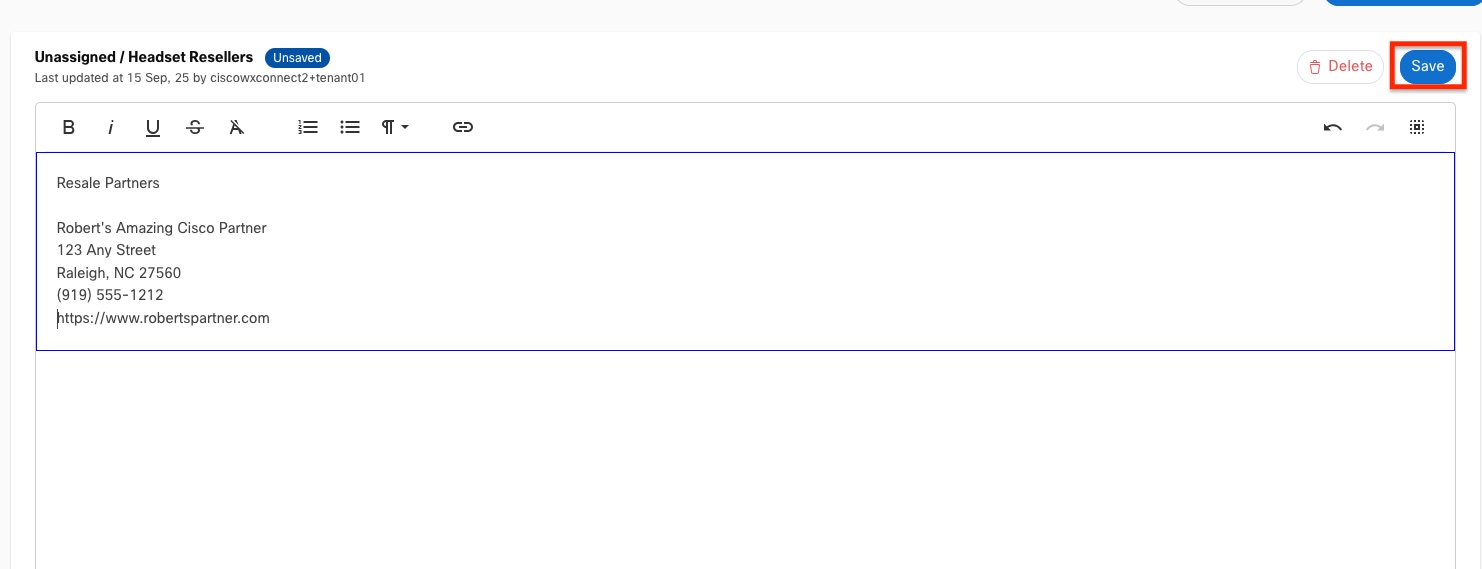 Unassigned / Headset Resellers Unsaved
Last updated at 15 Sep, 25 by ciscowxconnect2+tenant01
Delete
Save
Resale Partners
Robert's Amazing Cisco Partner
123 Any Street
Raleigh, NC 27560
(919) 555-1212
https://www.robertspartner.com